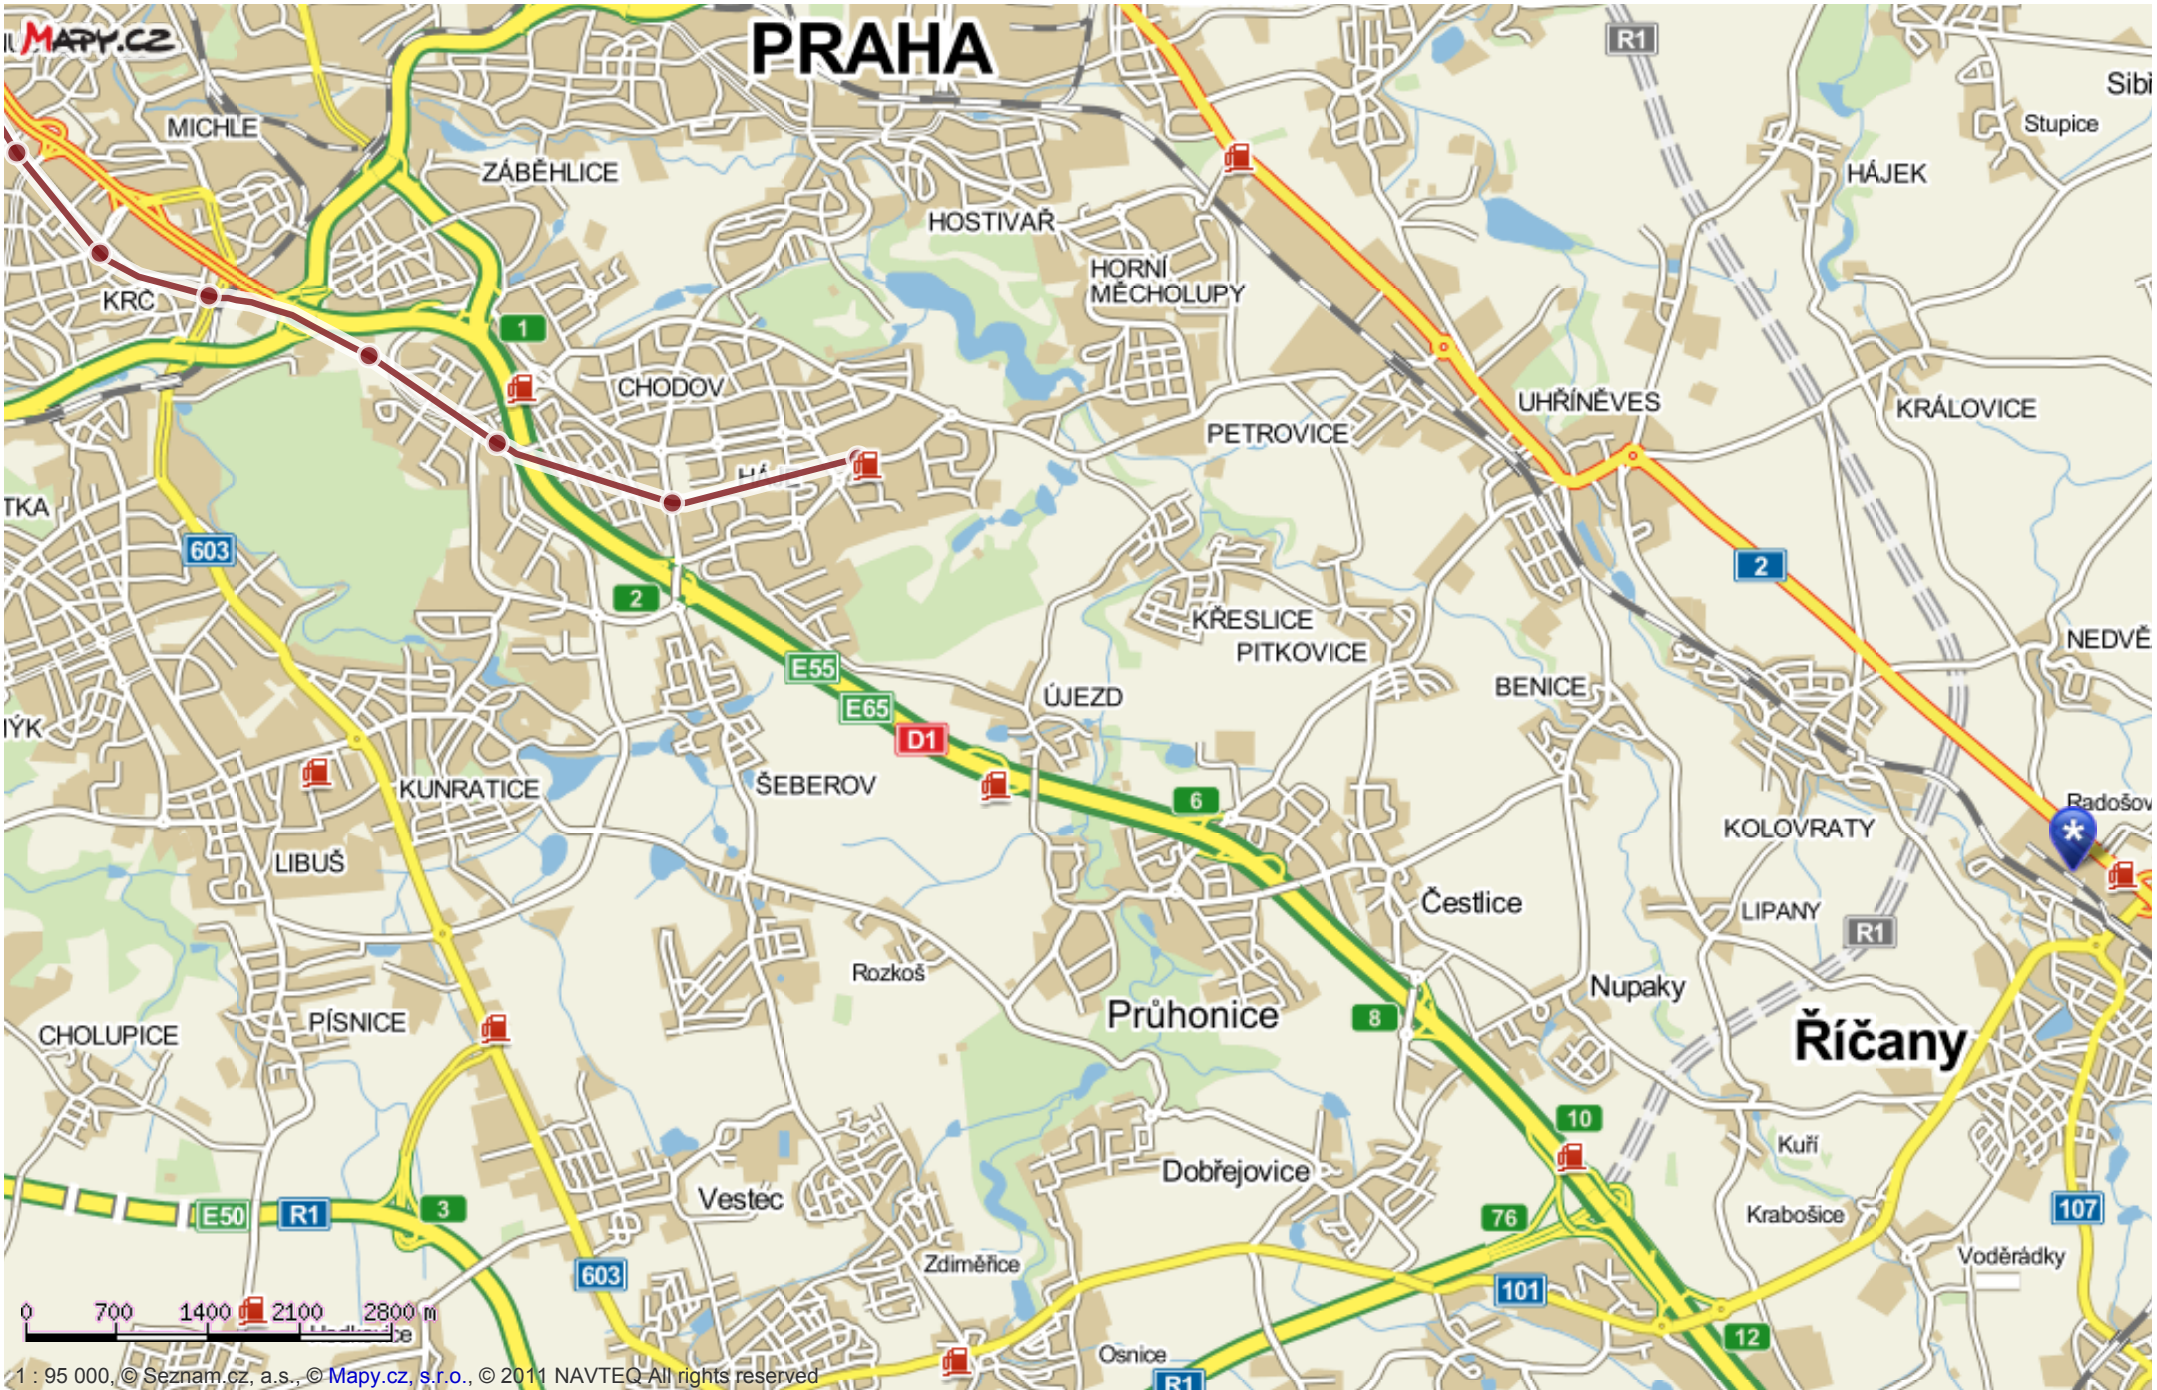 MAPY.CZ
PRAHA
R1
Stupice
MICHLE
ZÁBĚHLICE
HÁJEK
HOSTIVAŘ
HORNÍ
MĚCHOLUPY
KRČ
1
CHODOV
UHŘÍNĚVES
KRÁLOVICE
PETROVICE
603
2
2
KŘESLICE
PITKOVICE
NEDVĚ
E55
BENICE
ÚJEZD
E65
D1
ŠEBEROV
KUNRATICE
6
Radošov
KOLOVRATY
*
LIBUŠ
Čestlice
LIPANY
R1
Rozkoš
Nupaky
Průhonice
8
PÍSNICE
CHOLUPICE
Říčany
10
Kuří
Dobřejovice
Vestec
3
E50
R1
76
Krabošice
107
Voděrádky
Zdiměřice
603
101
0 700 1400 2100 2800 m
12
Osnice
1 : 95 000, © Seznam.cz, a.s., © Mapy.cz, s.r.o., © 2011 NAVTEQ All rights reserved
R1